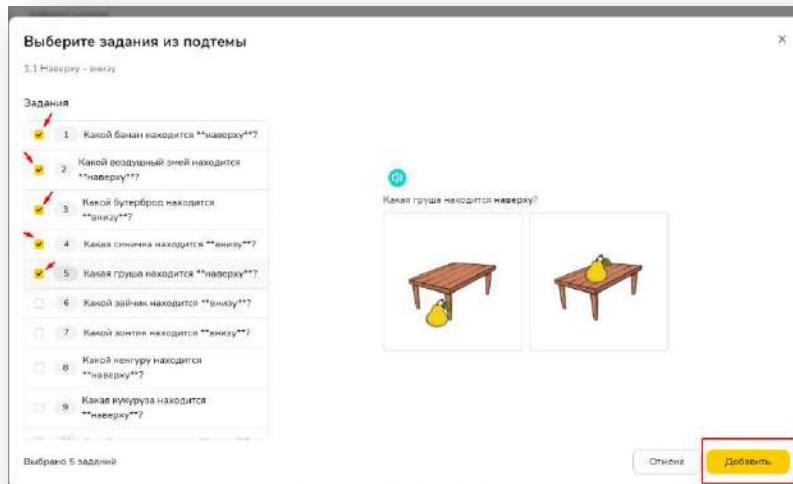 Выберите задания из подтемы
1.1 Наверху - внизу
Задания
1 Какой банан находится **наверху**?
2 Какой воздушный змей находится
**наверху**?
3 Какой бутерброд находится
**внизу**?
4 Какая синичка находится **внизу**?
5 Какая груша находится **наверху**?
6 Какой зайчик находится **внизу**?
7 Какой зонтик находится **внизу**?
8 Какой кенгуру находится
**наверху**?
9 Какая кукуруза находится
**наверху**?
Какая груша находится наверху?
Выбрано 5 заданий
Отмена
Добавить